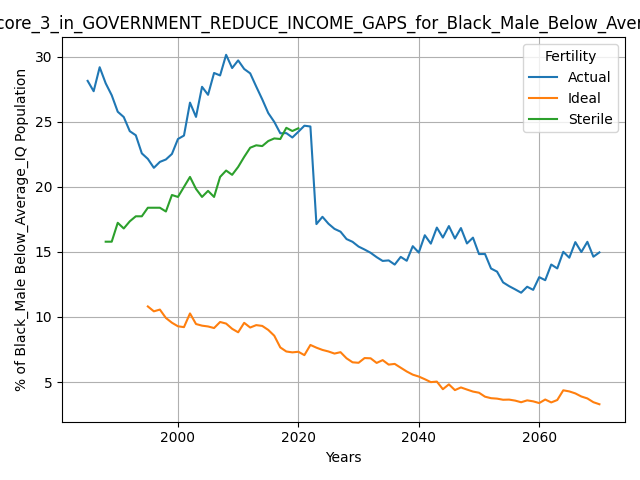 core_3_in_GOVERNMENT_REDUCE_INCOME_GAPS_for_Black_Male_Below_Aver
Fertility
Actual
Ideal
Sterile
% of Black_Male Below_Average_IQ Population
30
25
20
15
10
5
2000 2020 2040 2060
Years